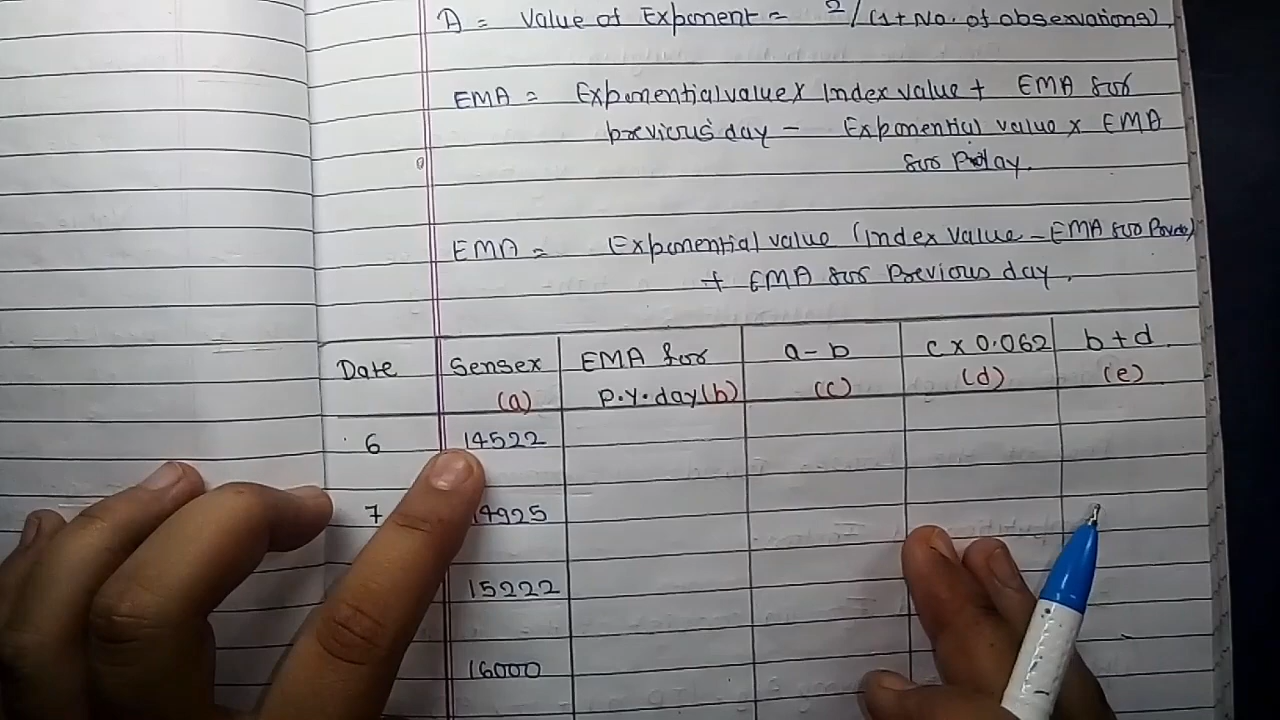 A = Value of Exponent = 2/(1+No. of observations)
EMA = Exponential value x Index value + EMA for
previous day - Exponential value x EMA
for P. day.
EMA = Exponential value (Index value - EMA for
+ EMA for Previous day.
Date Sensex EMA for a-b c x 0.062 b+d
(a) p.y.day (b) (c) (d) (e)
6 14522
7 14925
15222
16000